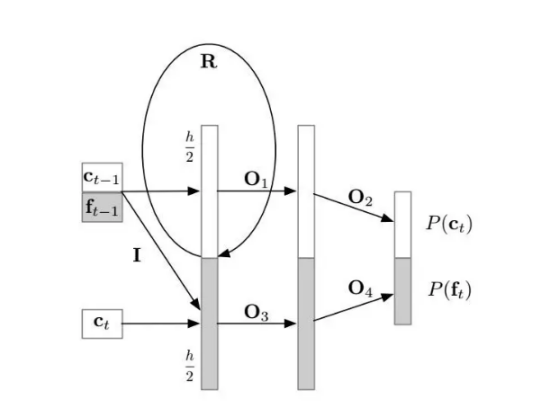 R
h/2
c_{t−1}
f_{t−1}
O_1
O_2
P(c_t)
I
O_4
P(f_t)
c_t
O_3
h/2